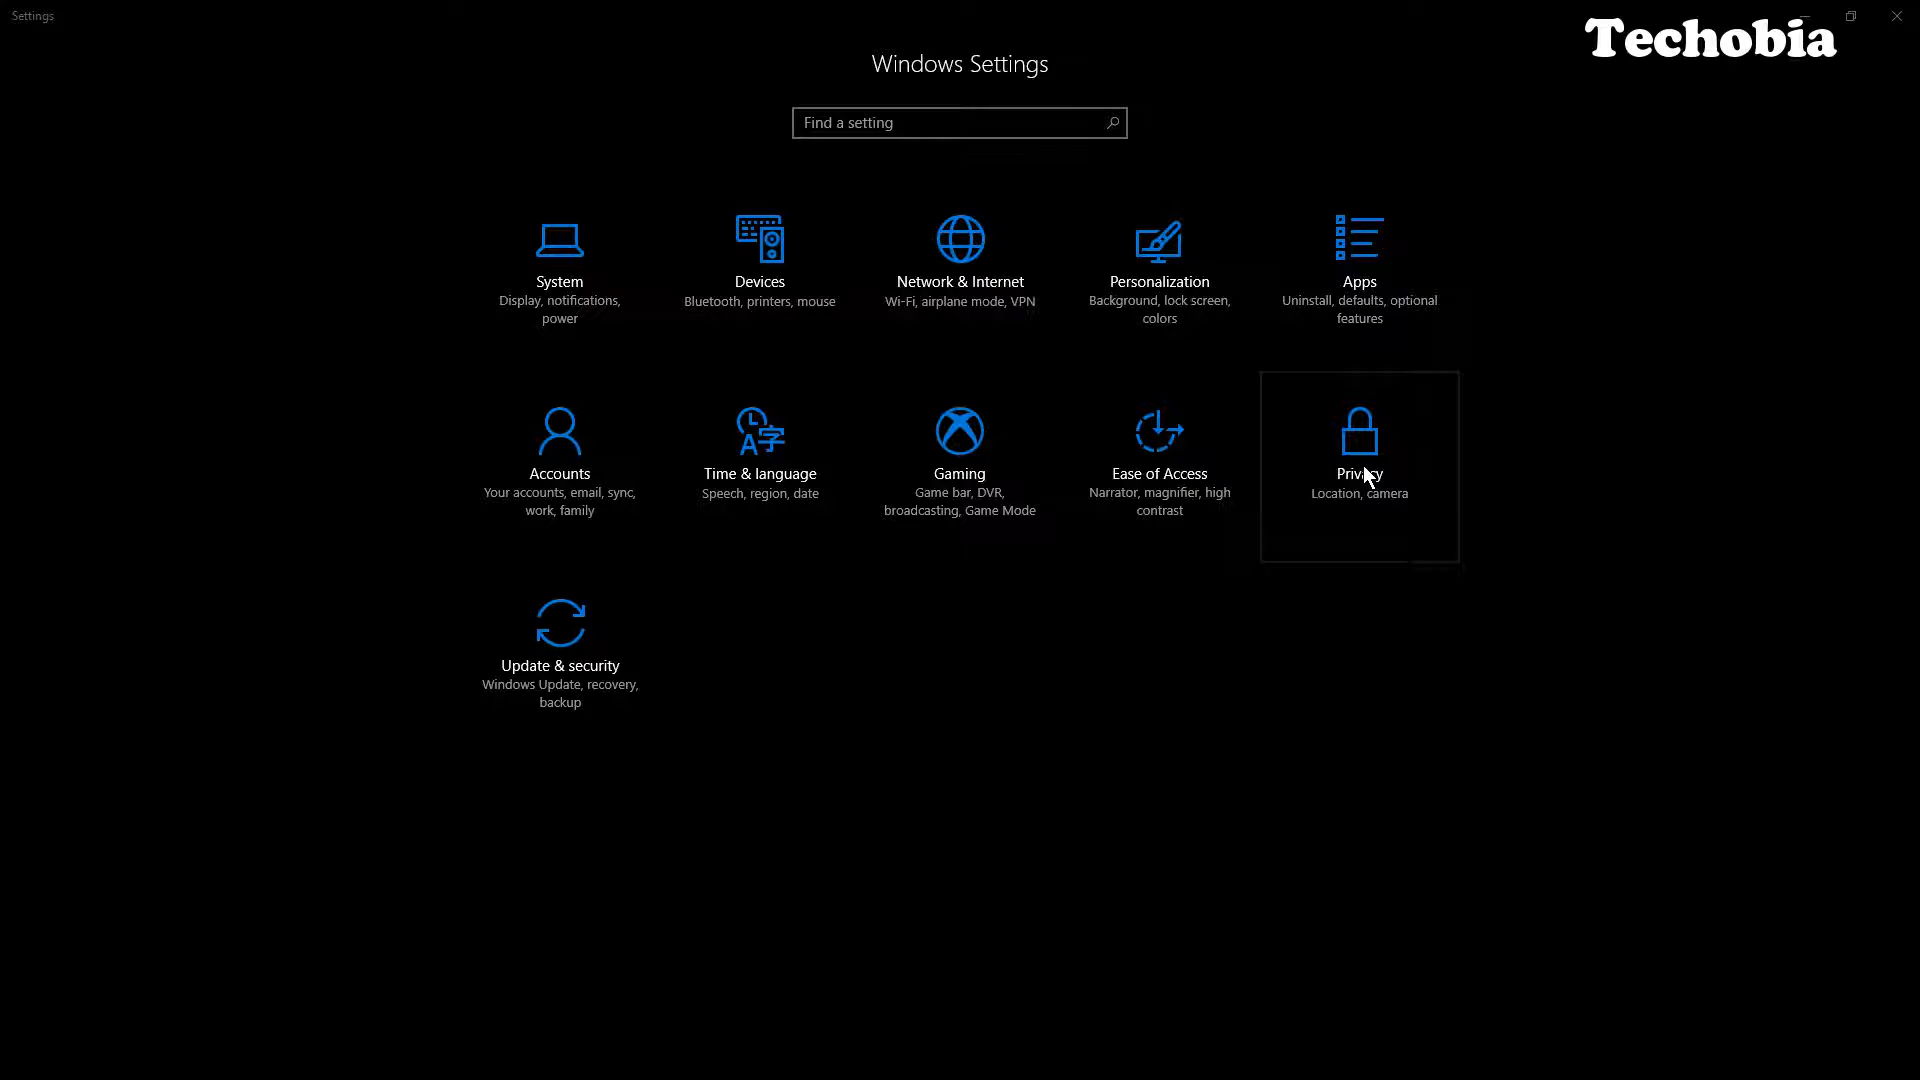 Settings
Techobia
Windows Settings
Find a setting
System
Display, notifications,
power
Devices
Bluetooth, printers, mouse
Network & Internet
Wi-Fi, airplane mode, VPN
Personalization
Background, lock screen,
colors
Apps
Uninstall, defaults, optional
features
Accounts
Your accounts, email, sync,
work, family
Time & language
Speech, region, date
Gaming
Game bar, DVR,
broadcasting, Game Mode
Ease of Access
Narrator, magnifier, high
contrast
Privacy
Location, camera
Update & security
Windows Update, recovery,
backup